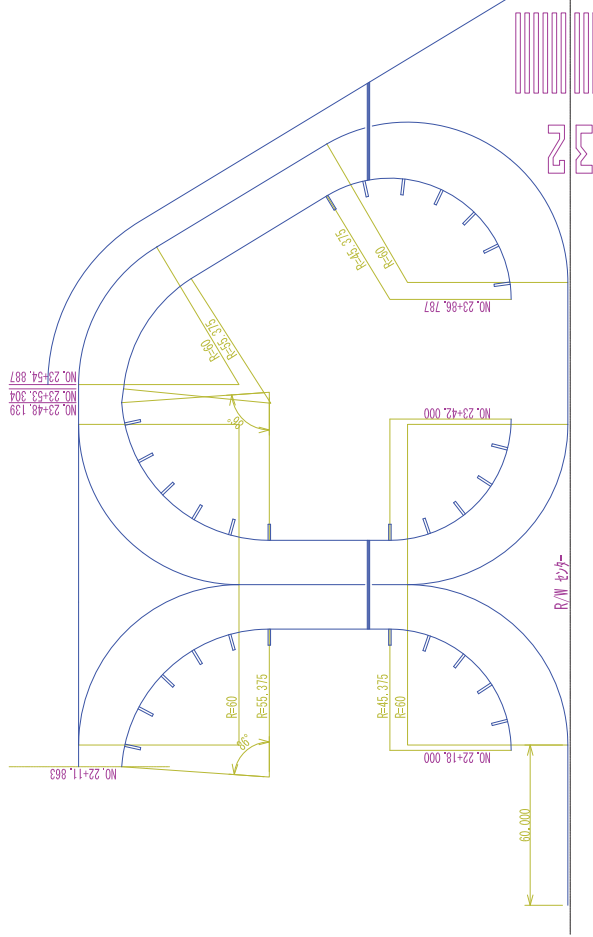 32
R=45.375
R=60
NO.23+86.787
R=60
R=55.375
NO.23+54.887
NO.23+53.304
NO.23+48.139
86°
NO.23+42.000
R/W センター
R=60
R=55.375
R=45.375
R=60
86°
NO.22+11.863
NO.22+18.000
60.000